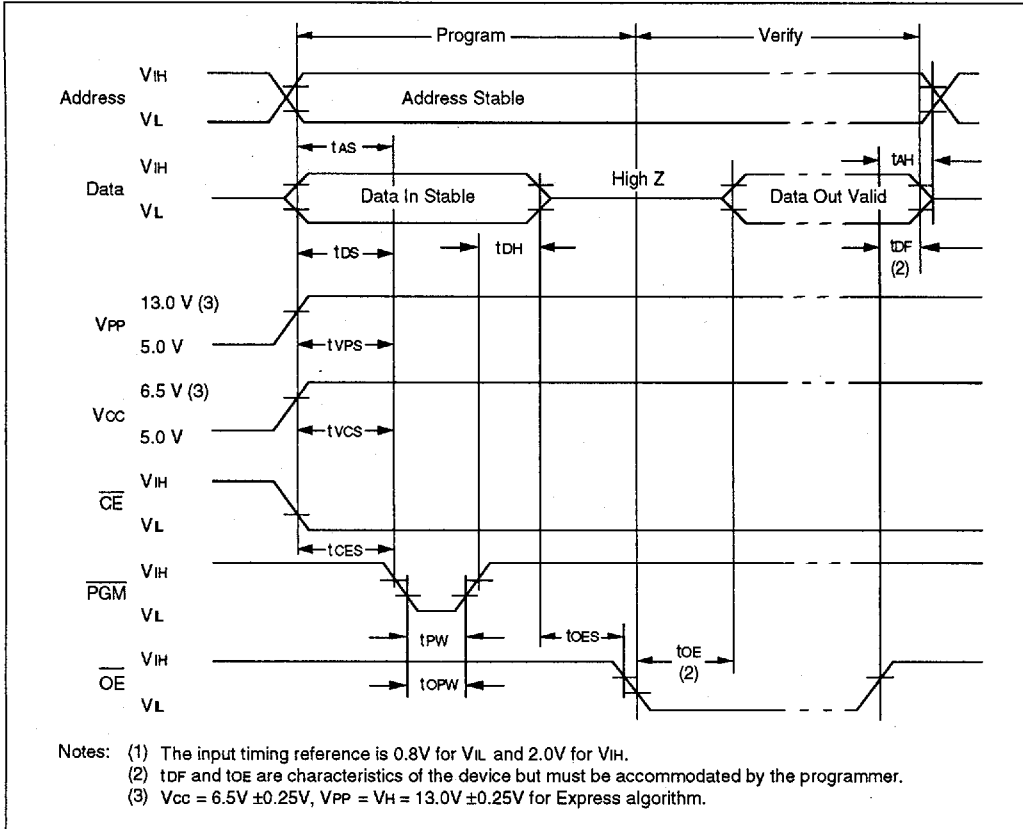 Program Verify
VIH
Address Address Stable
VL
tAS
VIH tAH
Data Data In Stable High Z Data Out Valid
VL
tDS tDH tDF
(2)
13.0 V (3)
VPP
5.0 V tVPS
6.5 V (3)
VCC
5.0 V tVCS
VIH
CE
VL
tCES
VIH
PGM
VL
tPW tOES tOE
VIH (2)
OE tOPW
VL
Notes: (1) The input timing reference is 0.8V for VIL and 2.0V for VIH.
(2) tDF and tOE are characteristics of the device but must be accommodated by the programmer.
(3) Vcc = 6.5V ±0.25V, VPP = VH = 13.0V ±0.25V for Express algorithm.